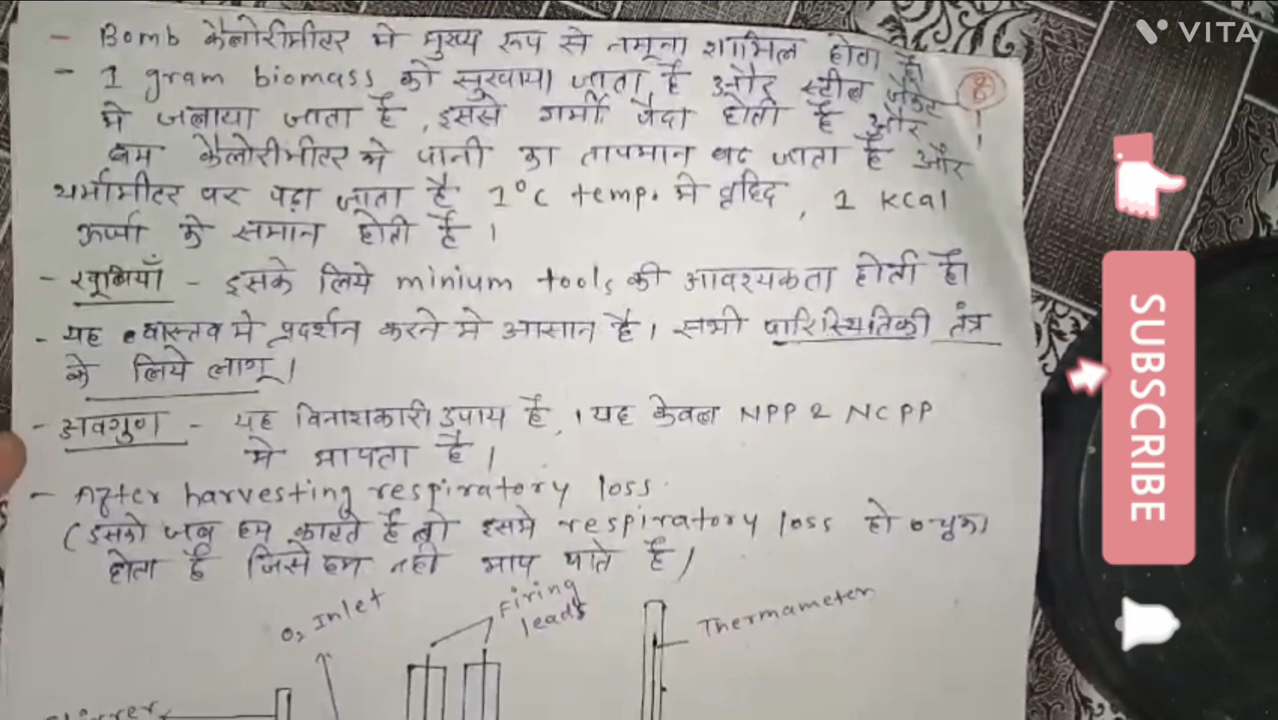 - Bomb कैलोरीमीटर मे मुख्य रूप से नमूना शामिल होता है।
- 1 gram biomass को सुखाया जाता है और स्टील जैकेट
मे जलाया जाता है, इससे गर्मी पैदा होती है और
बम कैलोरीमीटर मे पानी का तापमान बढ जाता है और
थर्मामीटर पर पढ़ा जाता है 1°C temp. मे वृद्धि, 1 Kcal
ऊर्जा के समान होती है।
- खूबियाँ - इसके लिये minium tools की आवश्यकता होती है।
- यह वास्तव मे प्रदर्शन करने मे आसान है। सभी पारिस्थितिकी तंत्र
के लिये लागू।
- अवगुण - यह विनाशकारी उपाय है, । यह केवल NPP & NCPP
मे मापता है।
- After harvesting respiratory loss.
(इसको जब हम काटते है तो इसमे respiratory loss हो चुका
होता है जिसे हम नही माप पाते है)
O₂ Inlet
Firing
leads
Thermameter
Stirrer
VITA
SUBSCRIBE